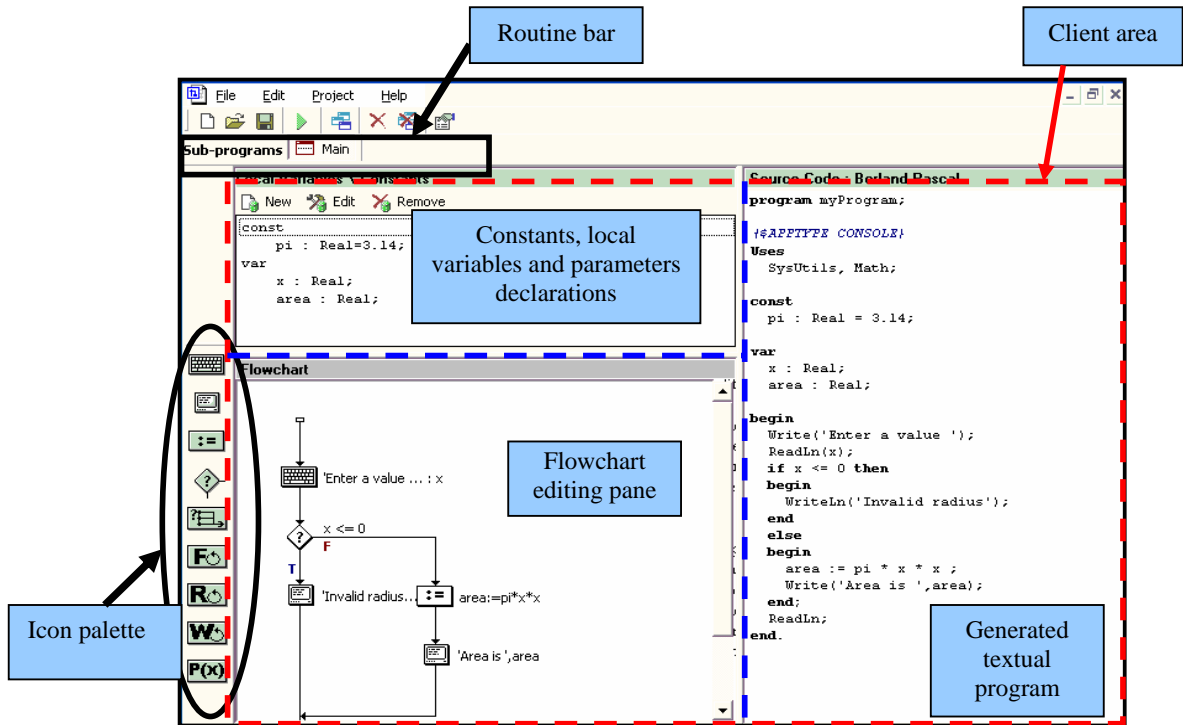 Routine bar
Client area
File Edit Project Help
Sub-programs Main
Local Variables \ Constants
New Edit Remove
const
pi : Real=3.14;
var
x : Real;
area : Real;
Constants, local
variables and parameters
declarations
Flowchart
'Enter a value ... : x
?
x <= 0
F
T
'Invalid radius...
:=
area:=pi*x*x
'Area is ',area
Flowchart
editing pane
:=
?
?
F
R
W
P(x)
Icon palette
Source Code : Borland Pascal
program myProgram;
{$APPTYPE CONSOLE}
Uses
SysUtils, Math;
const
pi : Real = 3.14;
var
x : Real;
area : Real;
begin
Write('Enter a value ');
ReadLn(x);
if x <= 0 then
begin
WriteLn('Invalid radius');
end
else
begin
area := pi * x * x ;
Write('Area is ',area);
end;
ReadLn;
end.
Generated
textual
program